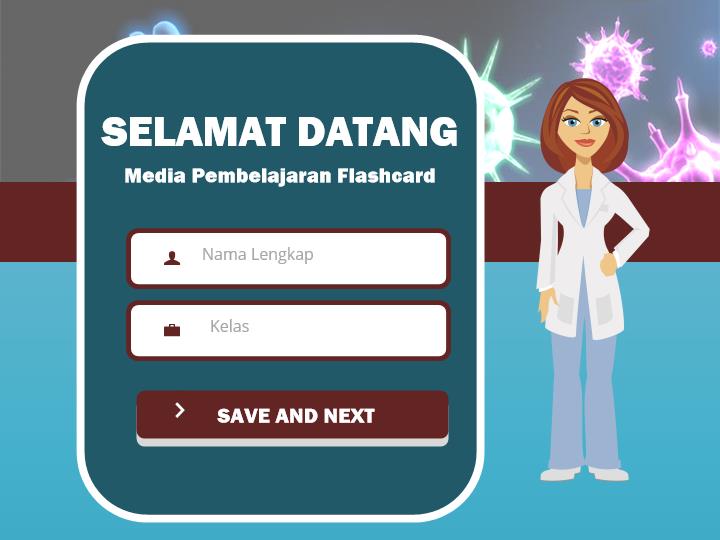 SELAMAT DATANG
Media Pembelajaran Flashcard
Nama Lengkap
Kelas
SAVE AND NEXT